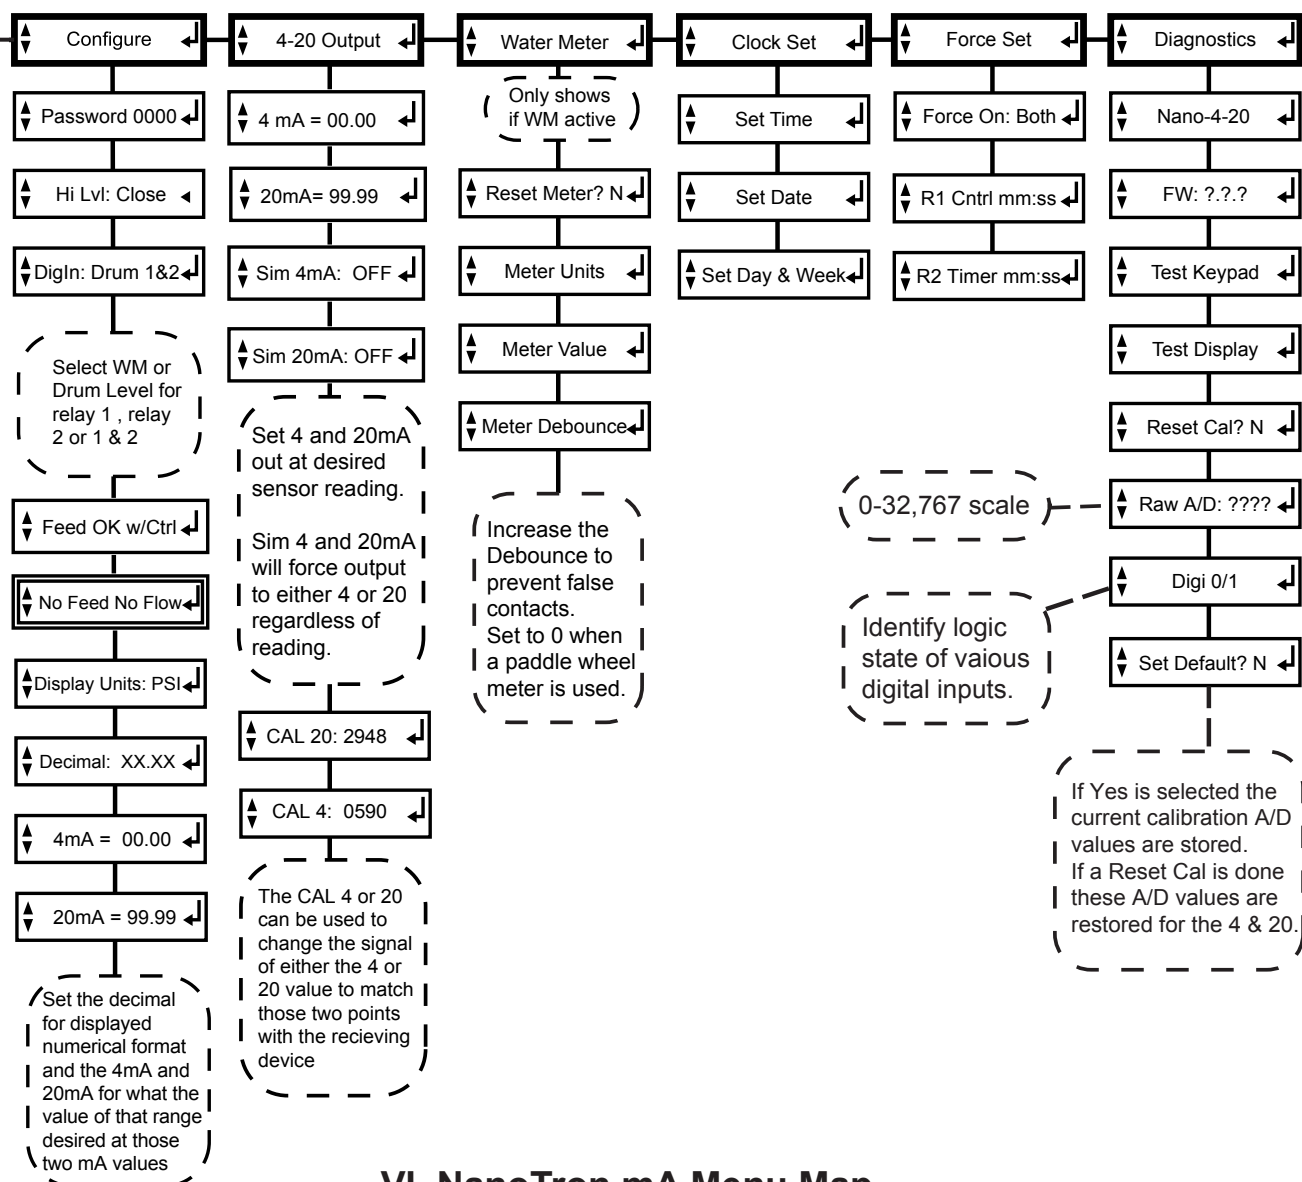 Configure
Password 0000
Hi Lvl: Close
DigIn: Drum 1&2
Select WM or
Drum Level for
relay 1 , relay
2 or 1 & 2
Feed OK w/Ctrl
No Feed No Flow
Display Units: PSI
Decimal: XX.XX
4mA = 00.00
20mA = 99.99
Set the decimal
for displayed
numerical format
and the 4mA and
20mA for what the
value of that range
desired at those
two mA values
4-20 Output
4 mA = 00.00
20mA= 99.99
Sim 4mA: OFF
Sim 20mA: OFF
Set 4 and 20mA
out at desired
sensor reading.
Sim 4 and 20mA
will force output
to either 4 or 20
regardless of
reading.
CAL 20: 2948
CAL 4: 0590
The CAL 4 or 20
can be used to
change the signal
of either the 4 or
20 value to match
those two points
with the recieving
device
Water Meter
Only shows
if WM active
Reset Meter? N
Meter Units
Meter Value
Meter Debounce
Increase the
Debounce to
prevent false
contacts.
Set to 0 when
a paddle wheel
meter is used.
Clock Set
Set Time
Set Date
Set Day & Week
Force Set
Force On: Both
R1 Cntrl mm:ss
R2 Timer mm:ss
Diagnostics
Nano-4-20
FW: ?.?.?
Test Keypad
Test Display
Reset Cal? N
0-32,767 scale
Raw A/D: ????
Digi 0/1
Identify logic
state of vaious
digital inputs.
Set Default? N
If Yes is selected the
current calibration A/D
values are stored.
If a Reset Cal is done
these A/D values are
restored for the 4 & 20.
VI. NanoTron mA Menu Map